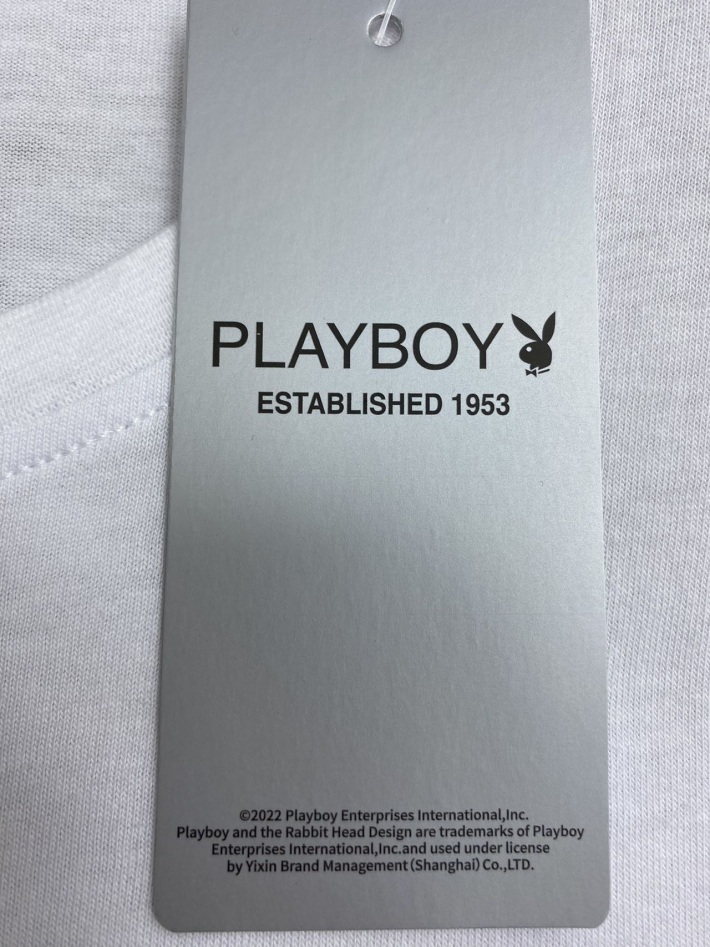 PLAYBOY
ESTABLISHED 1953
©2022 Playboy Enterprises International,Inc.
Playboy and the Rabbit Head Design are trademarks of Playboy
Enterprises International,Inc.and used under license
by Yixin Brand Management(Shanghai)Co.,LTD.